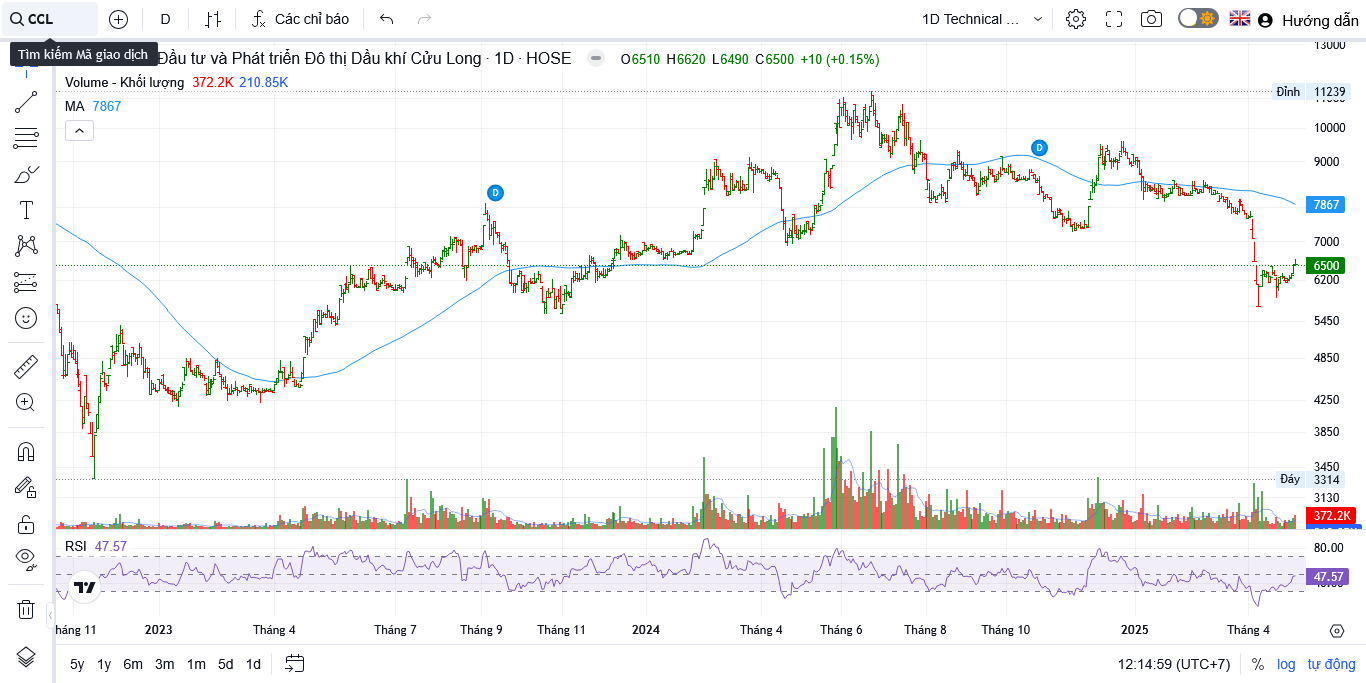 CCL
D
Các chỉ báo
1D Technical ...
Hướng dẫn
Tìm kiếm Mã giao dịch
Đầu tư và Phát triển Đô thị Dầu khí Cửu Long · 1D · HOSE
O6510 H6620 L6490 C6500 +10 (+0.15%)
Volume - Khối lượng 372.2K 210.85K
MA 7867
13000
Đỉnh 11239
10000
9000
7867
7000
6500
6200
5450
4850
4250
3850
3450
Đáy 3314
3130
372.2K
D
D
RSI 47.57
80.00
47.57
háng 11 2023 Tháng 4 Tháng 7 Tháng 9 Tháng 11 2024 Tháng 4 Tháng 6 Tháng 8 Tháng 10 2025 Tháng 4
5y 1y 6m 3m 1m 5d 1d
12:14:59 (UTC+7) % log tự động